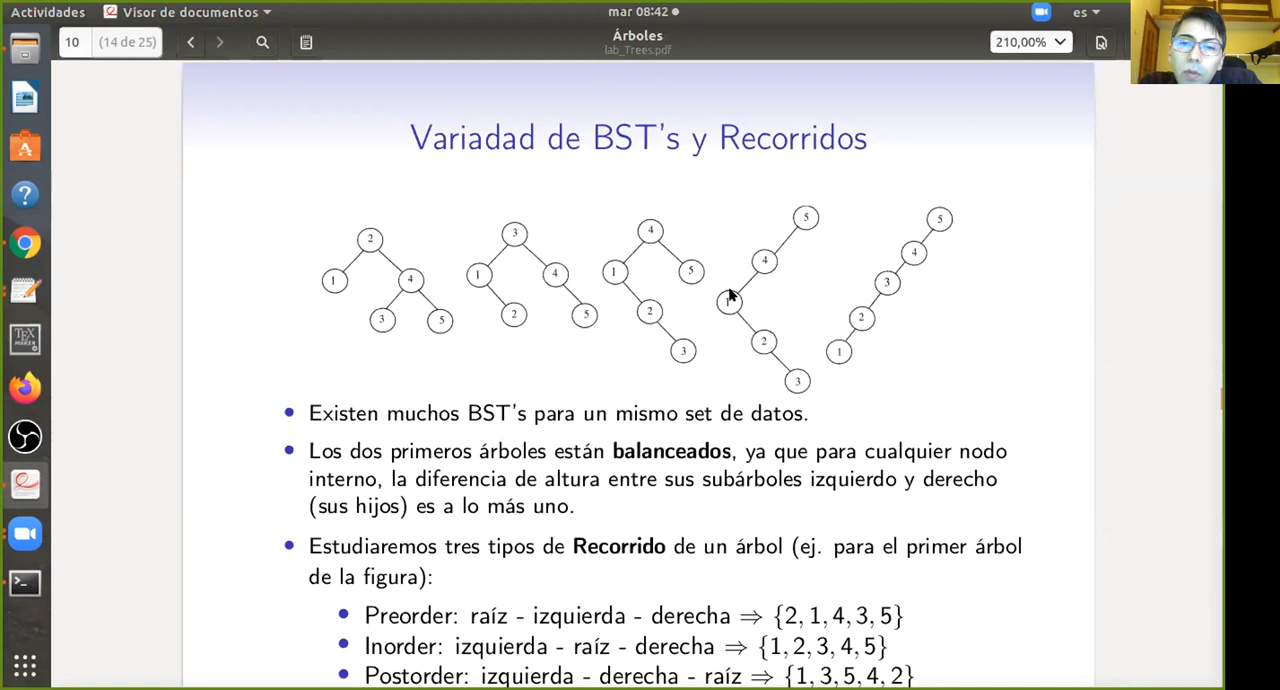 Actividades
Visor de documentos
mar 08:42
es
10
(14 de 25)
Árboles
lab_Trees.pdf
210,00%
Variadad de BST's y Recorridos
2
1
4
3
5
3
1
4
2
5
4
1
5
2
3
5
4
1
2
3
5
4
3
2
1
• Existen muchos BST's para un mismo set de datos.
• Los dos primeros árboles están balanceados, ya que para cualquier nodo
interno, la diferencia de altura entre sus subárboles izquierdo y derecho
(sus hijos) es a lo más uno.
• Estudiaremos tres tipos de Recorrido de un árbol (ej. para el primer árbol
de la figura):
• Preorder: raíz - izquierda - derecha ⇒ {2, 1, 4, 3, 5}
• Inorder: izquierda - raíz - derecha ⇒ {1, 2, 3, 4, 5}
• Postorder: izquierda - derecha - raíz ⇒ {1, 3, 5, 4, 2}